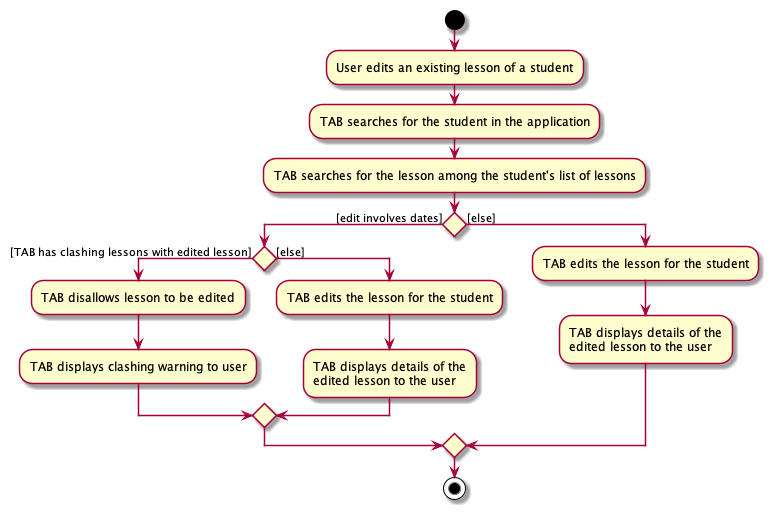 User edits an existing lesson of a student
TAB searches for the student in the application
TAB searches for the lesson among the student's list of lessons
[edit involves dates]
[else]
[TAB has clashing lessons with edited lesson]
[else]
TAB disallows lesson to be edited
TAB displays clashing warning to user
TAB edits the lesson for the student
TAB displays details of the
edited lesson to the user
TAB edits the lesson for the student
TAB displays details of the
edited lesson to the user